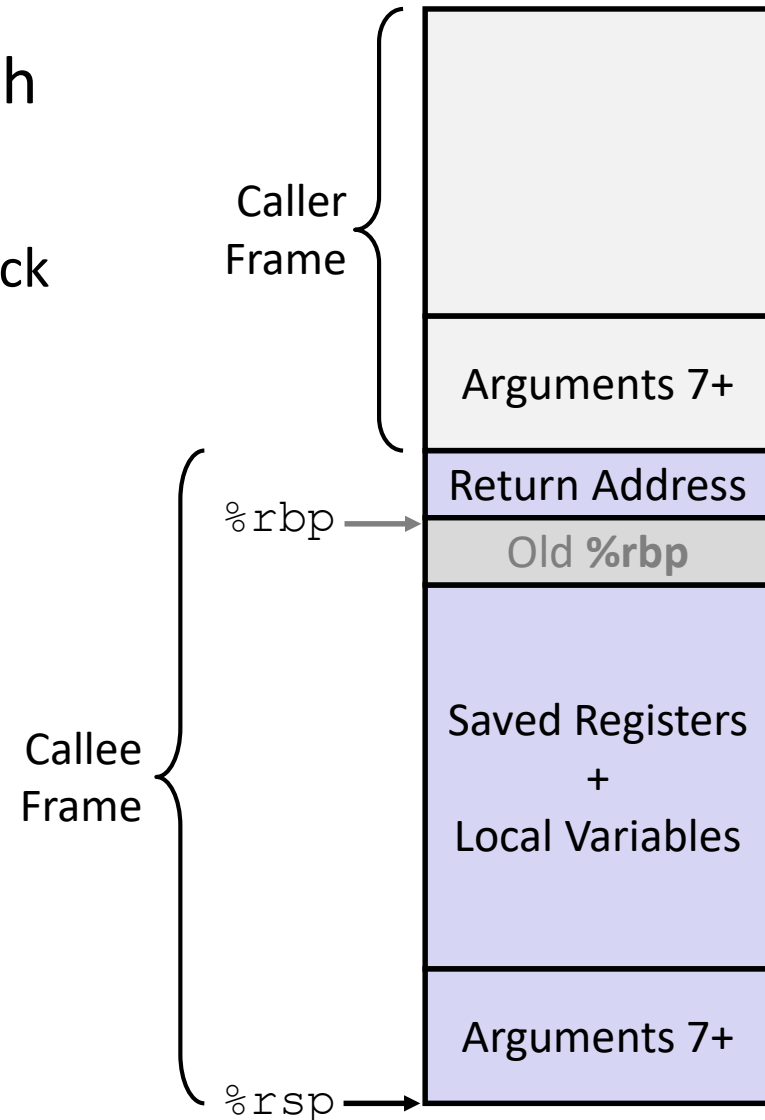 h
ck
Caller
Frame
Arguments 7+
Return Address
%rbp
Old %rbp
Callee
Frame
Saved Registers
+
Local Variables
Arguments 7+
%rsp